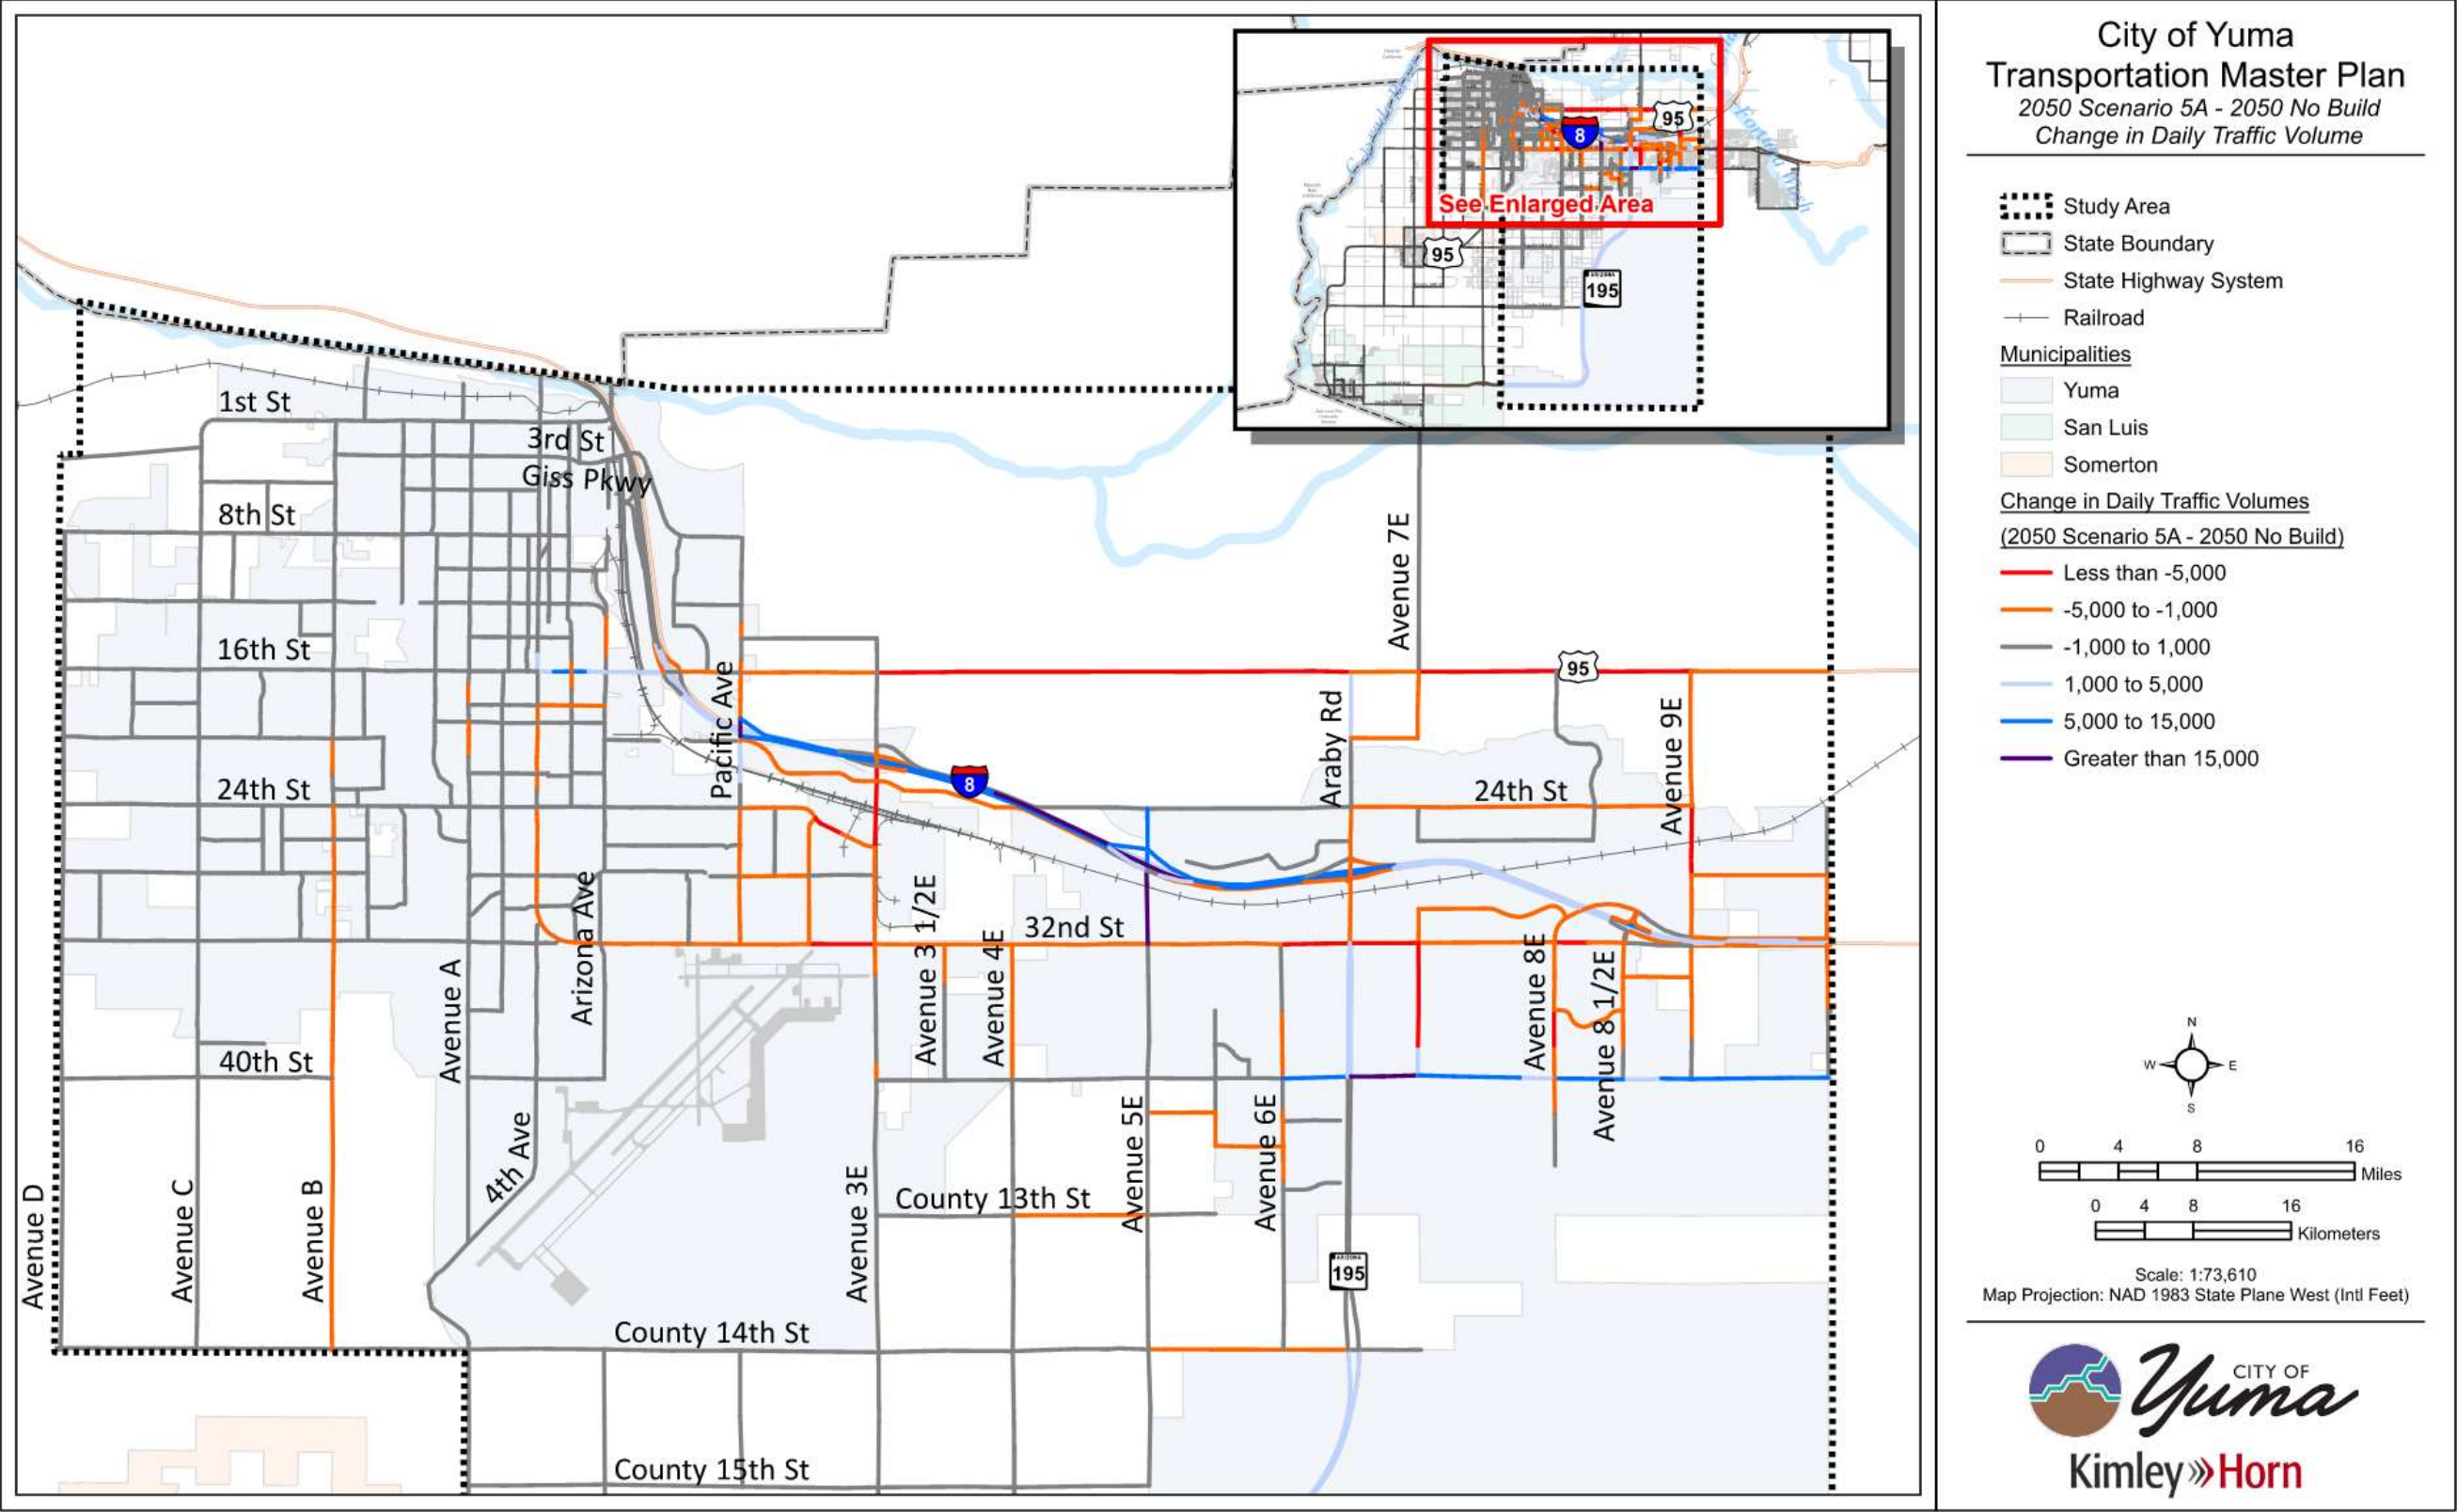 City of Yuma
Transportation Master Plan
2050 Scenario 5A - 2050 No Build
Change in Daily Traffic Volume
Study Area
State Boundary
State Highway System
Railroad
Municipalities
Yuma
San Luis
Somerton
Change in Daily Traffic Volumes
(2050 Scenario 5A - 2050 No Build)
Less than -5,000
-5,000 to -1,000
-1,000 to 1,000
1,000 to 5,000
5,000 to 15,000
Greater than 15,000
N
W E
S
0 4 8 16
Miles
0 4 8 16
Kilometers
Scale: 1:73,610
Map Projection: NAD 1983 State Plane West (Intl Feet)
CITY OF
Yuma
Kimley»Horn
95
8
See Enlarged Area
95
ARIZONA
195
1st St
3rd St
Giss Pkwy
8th St
16th St
24th St
40th St
Avenue D
Avenue C
Avenue B
Avenue A
4th Ave
Arizona Ave
Pacific Ave
Avenue 3E
Avenue 3 1/2E
Avenue 4E
Avenue 5E
Avenue 6E
Araby Rd
Avenue 7E
Avenue 8E
Avenue 8 1/2E
Avenue 9E
95
8
24th St
32nd St
County 13th St
ARIZONA
195
County 14th St
County 15th St